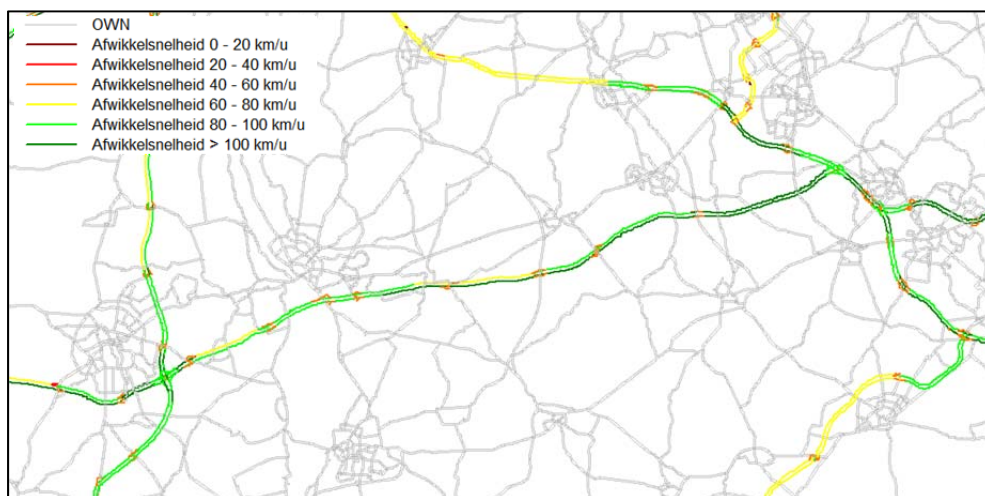 OWN
Afwikkelsnelheid 0 - 20 km/u
Afwikkelsnelheid 20 - 40 km/u
Afwikkelsnelheid 40 - 60 km/u
Afwikkelsnelheid 60 - 80 km/u
Afwikkelsnelheid 80 - 100 km/u
Afwikkelsnelheid > 100 km/u